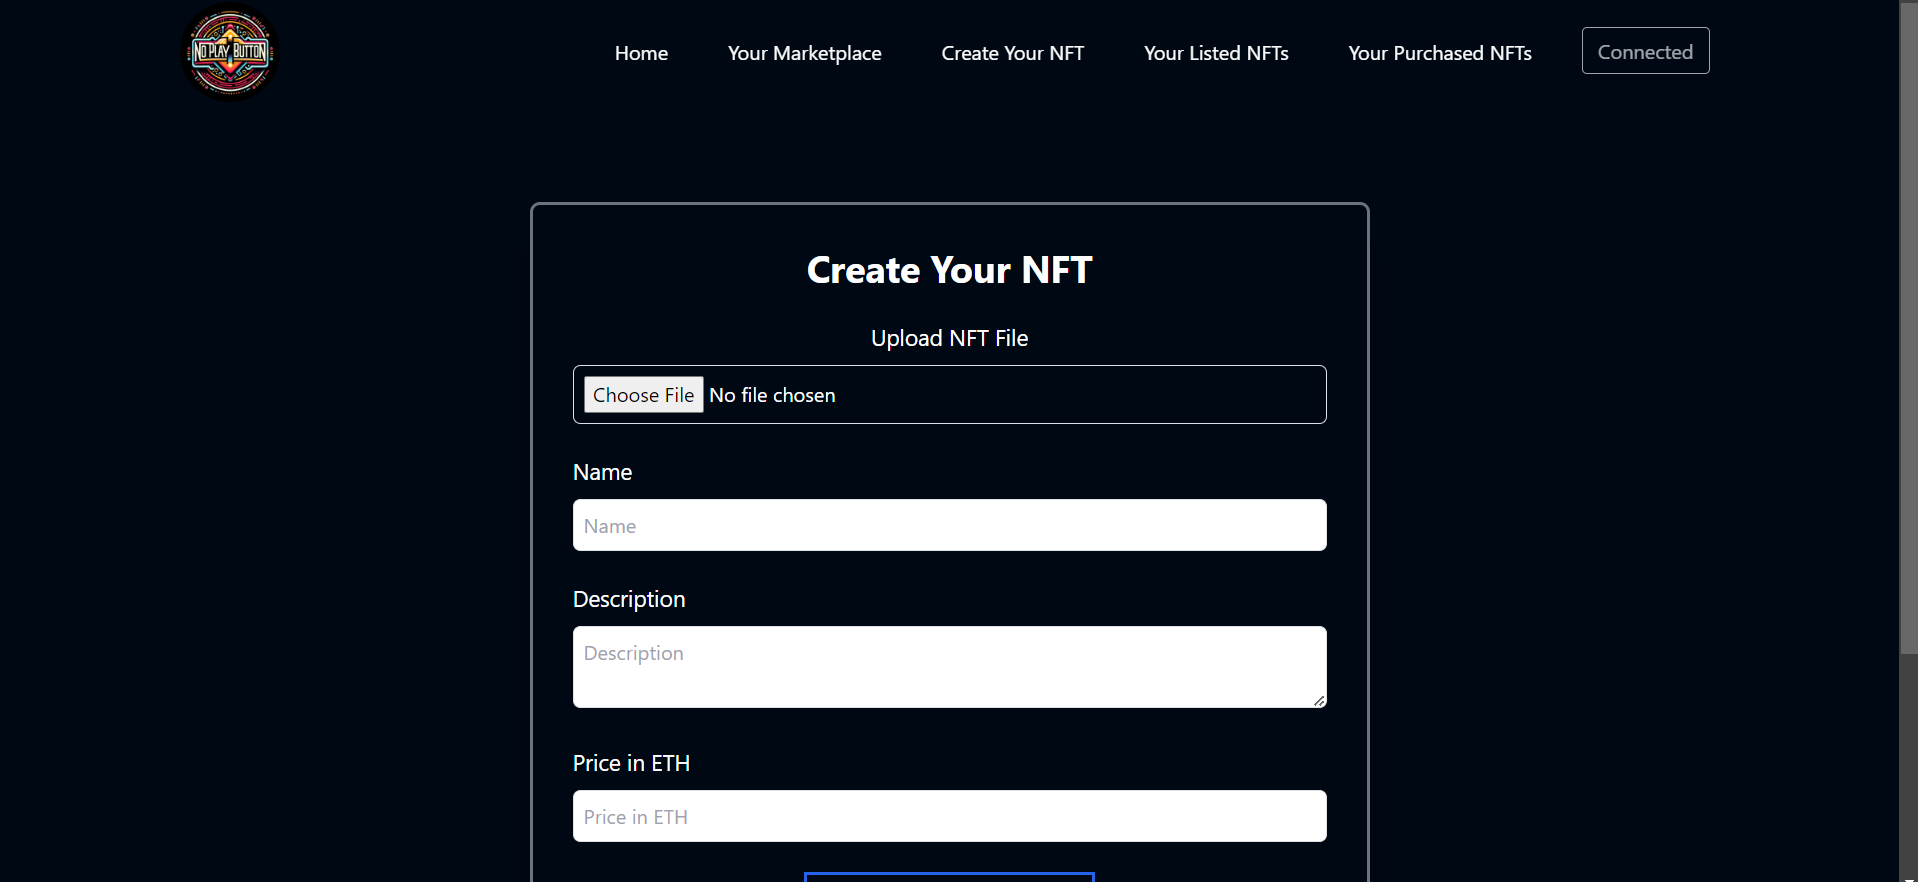 NO PLAY BUTTON
Home Your Marketplace Create Your NFT Your Listed NFTs Your Purchased NFTs Connected
Create Your NFT
Upload NFT File
Choose File No file chosen
Name
Name
Description
Description
Price in ETH
Price in ETH